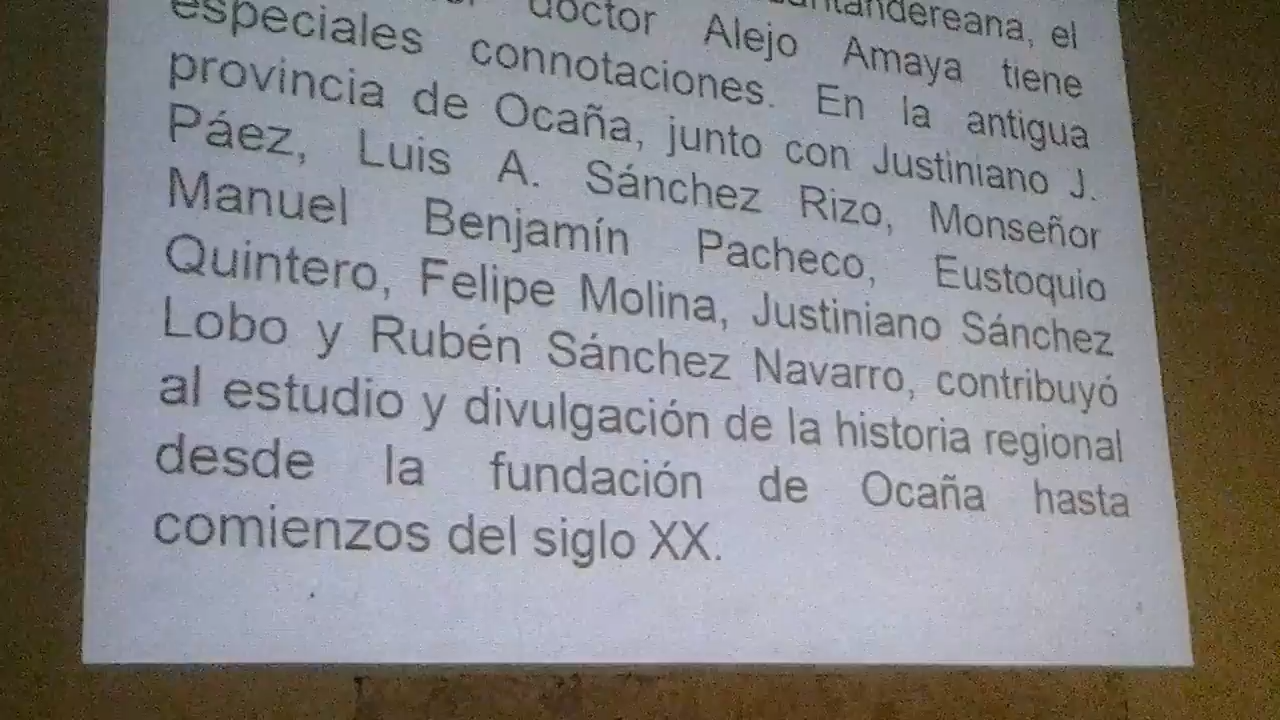 el
doctor Alejo Amaya tiene
especiales connotaciones. En la antigua
provincia de Ocaña, junto con Justiniano J.
Páez, Luis A. Sánchez Rizo, Monseñor
Manuel Benjamín Pacheco, Eustoquio
Quintero, Felipe Molina, Justiniano Sánchez
Lobo y Rubén Sánchez Navarro, contribuyó
al estudio y divulgación de la historia regional
desde la fundación de Ocaña hasta
comienzos del siglo XX.